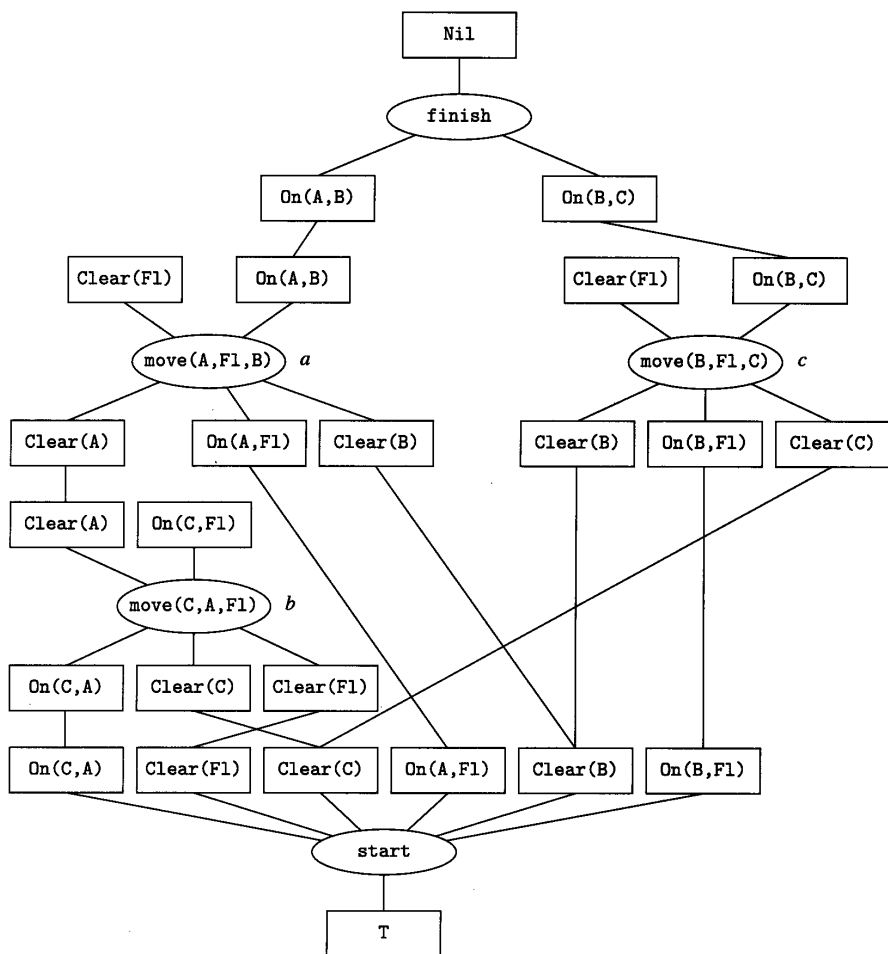 Nil
finish
On(A,B) On(B,C)
Clear(Fl) On(A,B) Clear(Fl) On(B,C)
move(A,Fl,B) a move(B,Fl,C) c
Clear(A) On(A,Fl) Clear(B) Clear(B) On(B,Fl) Clear(C)
Clear(A) On(C,Fl)
move(C,A,Fl) b
On(C,A) Clear(C) Clear(Fl)
On(C,A) Clear(Fl) Clear(C) On(A,Fl) Clear(B) On(B,Fl)
start
T